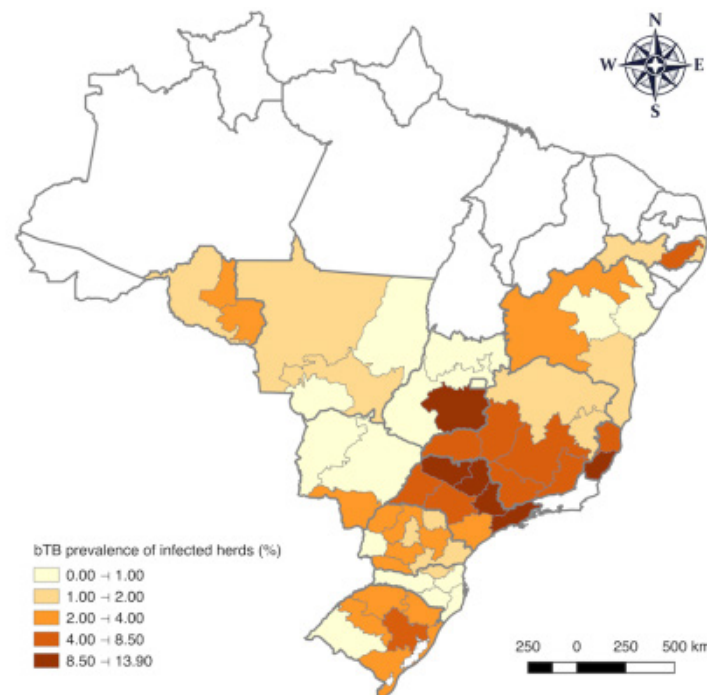 N
W E
S
bTB prevalence of infected herds (%)
0.00 ⊣ 1.00
1.00 ⊣ 2.00
2.00 ⊣ 4.00
4.00 ⊣ 8.50
8.50 ⊣ 13.90
250 0 250 500 km